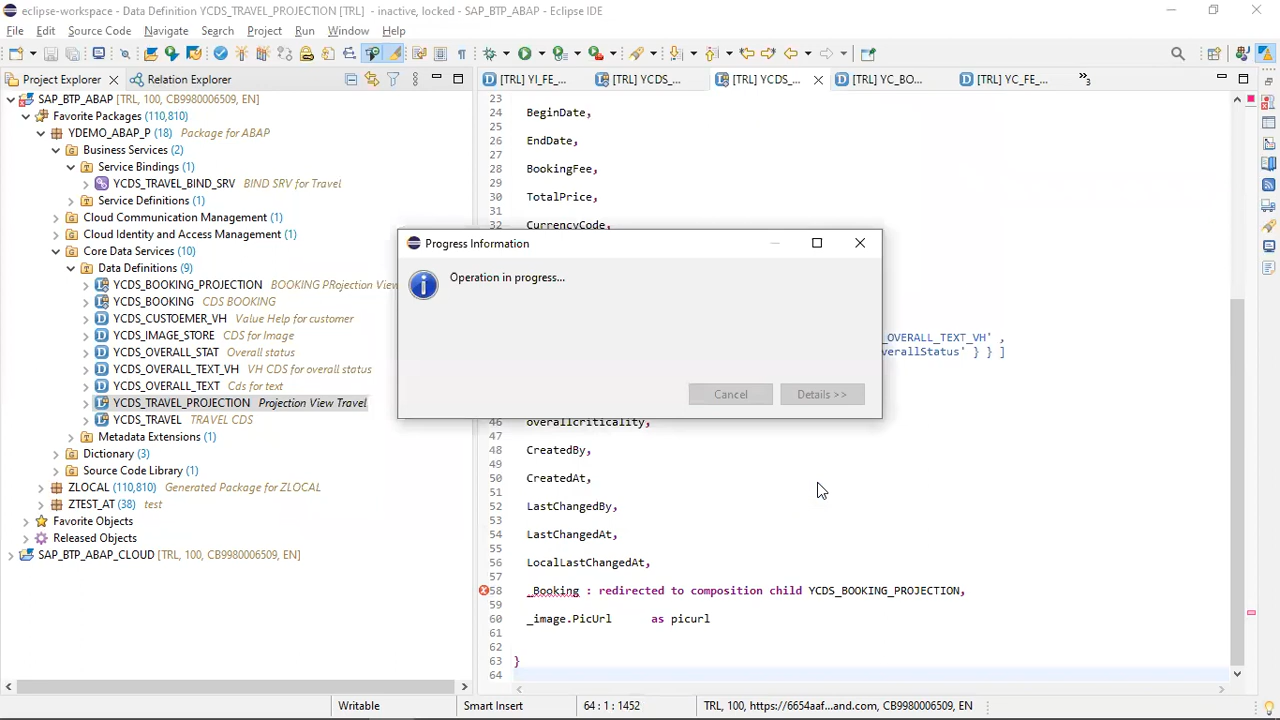 eclipse-workspace - Data Definition YCDS_TRAVEL_PROJECTION [TRL] - inactive, locked - SAP_BTP_ABAP - Eclipse IDE
File Edit Source Code Navigate Search Project Run Window Help
Project Explorer Relation Explorer
[TRL] YI_FE_... [TRL] YCDS_... [TRL] YCDS_... [TRL] YC_BO... [TRL] YC_FE_... 3
SAP_BTP_ABAP [TRL, 100, CB9980006509, EN]
Favorite Packages (110,810)
YDEMO_ABAP_P (18) Package for ABAP
Business Services (2)
Service Bindings (1)
YCDS_TRAVEL_BIND_SRV BIND SRV for Travel
Service Definitions (1)
Cloud Communication Management (1)
Cloud Identity and Access Management (1)
Core Data Services (10)
Data Definitions (9)
YCDS_BOOKING_PROJECTION BOOKING PRojection View
YCDS_BOOKING CDS BOOKING
YCDS_CUSTOEMER_VH Value Help for customer
YCDS_IMAGE_STORE CDS for Image
YCDS_OVERALL_STAT Overall status
YCDS_OVERALL_TEXT_VH VH CDS for overall status
YCDS_OVERALL_TEXT Cds for text
YCDS_TRAVEL_PROJECTION Projection View Travel
YCDS_TRAVEL TRAVEL CDS
Metadata Extensions (1)
Dictionary (3)
Source Code Library (1)
ZLOCAL (110,810) Generated Package for ZLOCAL
ZTEST_AT (38) test
Favorite Objects
Released Objects
SAP_BTP_ABAP_CLOUD [TRL, 100, CB9980006509, EN]
23
24 BeginDate,
25
26 EndDate,
27
28 BookingFee,
29
30 TotalPrice,
31
32 CurrencyCode,
_OVERALL_TEXT_VH' ,
verallStatus' } } ]
46 overallcriticality,
47
48 CreatedBy,
49
50 CreatedAt,
51
52 LastChangedBy,
53
54 LastChangedAt,
55
56 LocalLastChangedAt,
57
58 _Booking : redirected to composition child YCDS_BOOKING_PROJECTION,
59
60 _image.PicUrl as picurl
61
62
63 }
64
Progress Information
Operation in progress...
Cancel Details >>
Writable Smart Insert 64 : 1 : 1452 TRL, 100, https://6654aaf...and.com, CB9980006509, EN